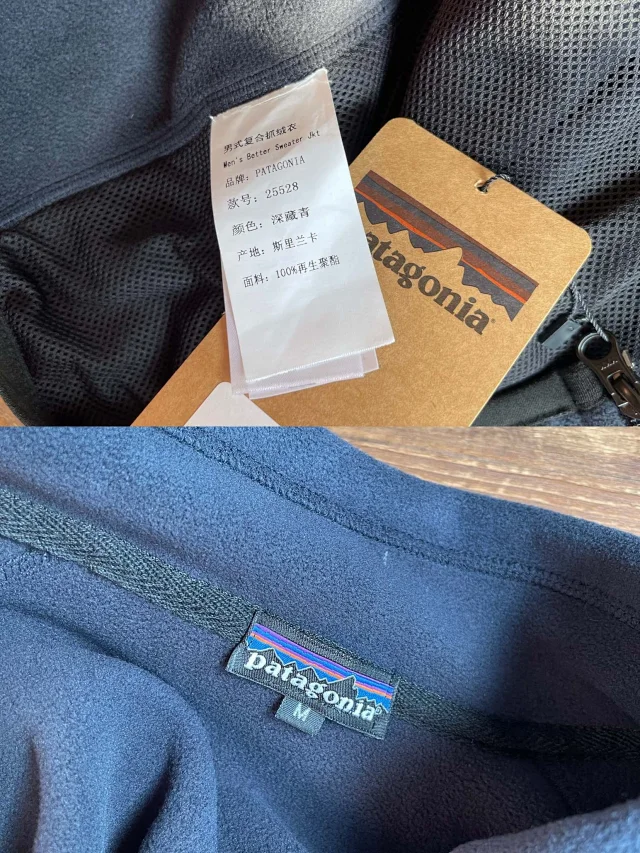 男式复合抓绒衣
Men's Better Sweater Jkt
品牌: PATAGONIA
款号: 25528
颜色: 深藏青
产地: 斯里兰卡
面料: 100%再生聚酯
patagonia
patagonia
M